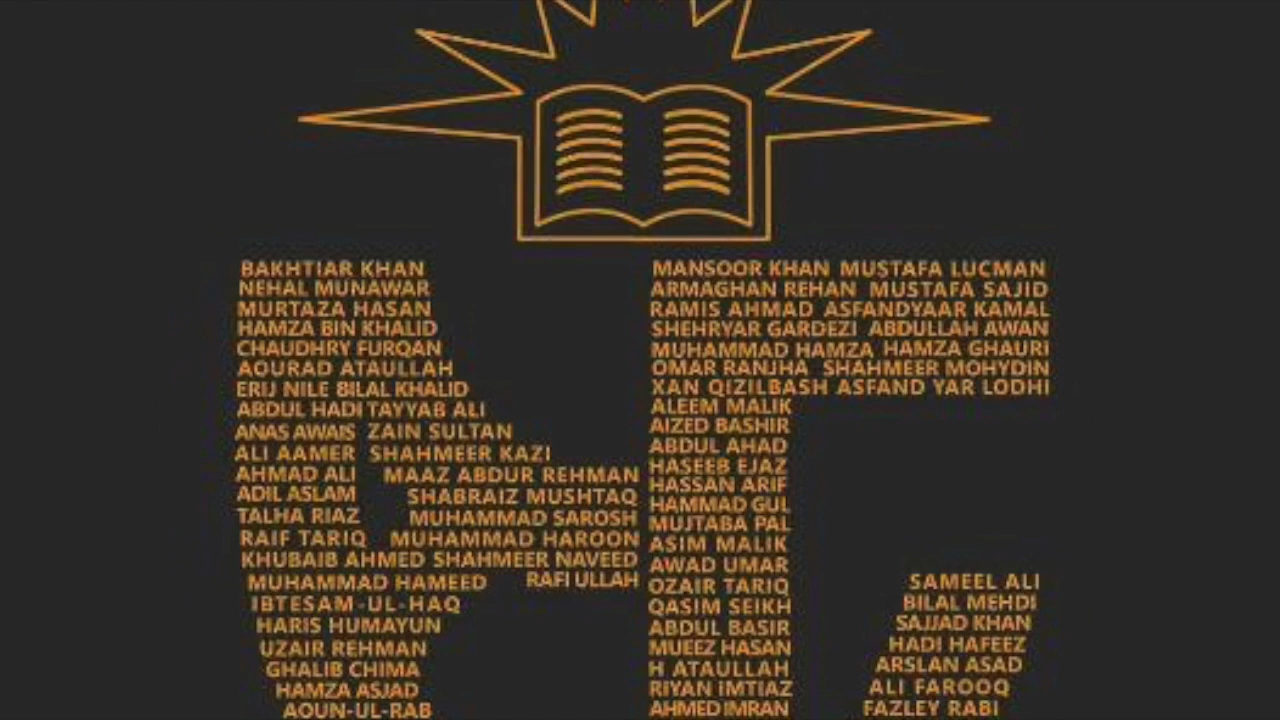 BAKHTIAR KHAN
NEHAL MUNAWAR
MURTAZA HASAN
HAMZA BIN KHALID
CHAUDHRY FURQAN
AOURAD ATAULLAH
ERIJ NILE BILAL KHALID
ABDUL HADI TAYYAB ALI
ANAS AWAIS ZAIN SULTAN
ALI AAMER SHAHMEER KAZI
AHMAD ALI MAAZ ABDUR REHMAN
ADIL ASLAM SHABRAIZ MUSHTAQ
TALHA RIAZ MUHAMMAD SAROSH
RAIF TARIQ MUHAMMAD HAROON
KHUBAIB AHMED SHAHMEER NAVEED
MUHAMMAD HAMEED RAFI ULLAH
IBTESAM-UL-HAQ
HARIS HUMAYUN
UZAIR REHMAN
GHALIB CHIMA
HAMZA ASJAD
AOUN-UL-RAB
MANSOOR KHAN MUSTAFA LUCMAN
ARMAGHAN REHAN MUSTAFA SAJID
RAMIS AHMAD ASFANDYAAR KAMAL
SHEHRYAR GARDEZI ABDULLAH AWAN
MUHAMMAD HAMZA HAMZA GHAURI
OMAR RANJHA SHAHMEER MOHYDIN
XAN QIZILBASH ASFAND YAR LODHI
ALEEM MALIK
AIZED BASHIR
ABDUL AHAD
HASEEB EJAZ
HASSAN ARIF
HAMMAD GUL
MUJTABA PAL
ASIM MALIK
AWAD UMAR
OZAIR TARIQ
QASIM SEIKH
ABDUL BASIR
MUEEZ HASAN
H ATAULLAH
RIYAN IMTIAZ
AHMED IMRAN
SAMEEL ALI
BILAL MEHDI
SAJJAD KHAN
HADI HAFEEZ
ARSLAN ASAD
ALI FAROOQ
FAZLEY RABI